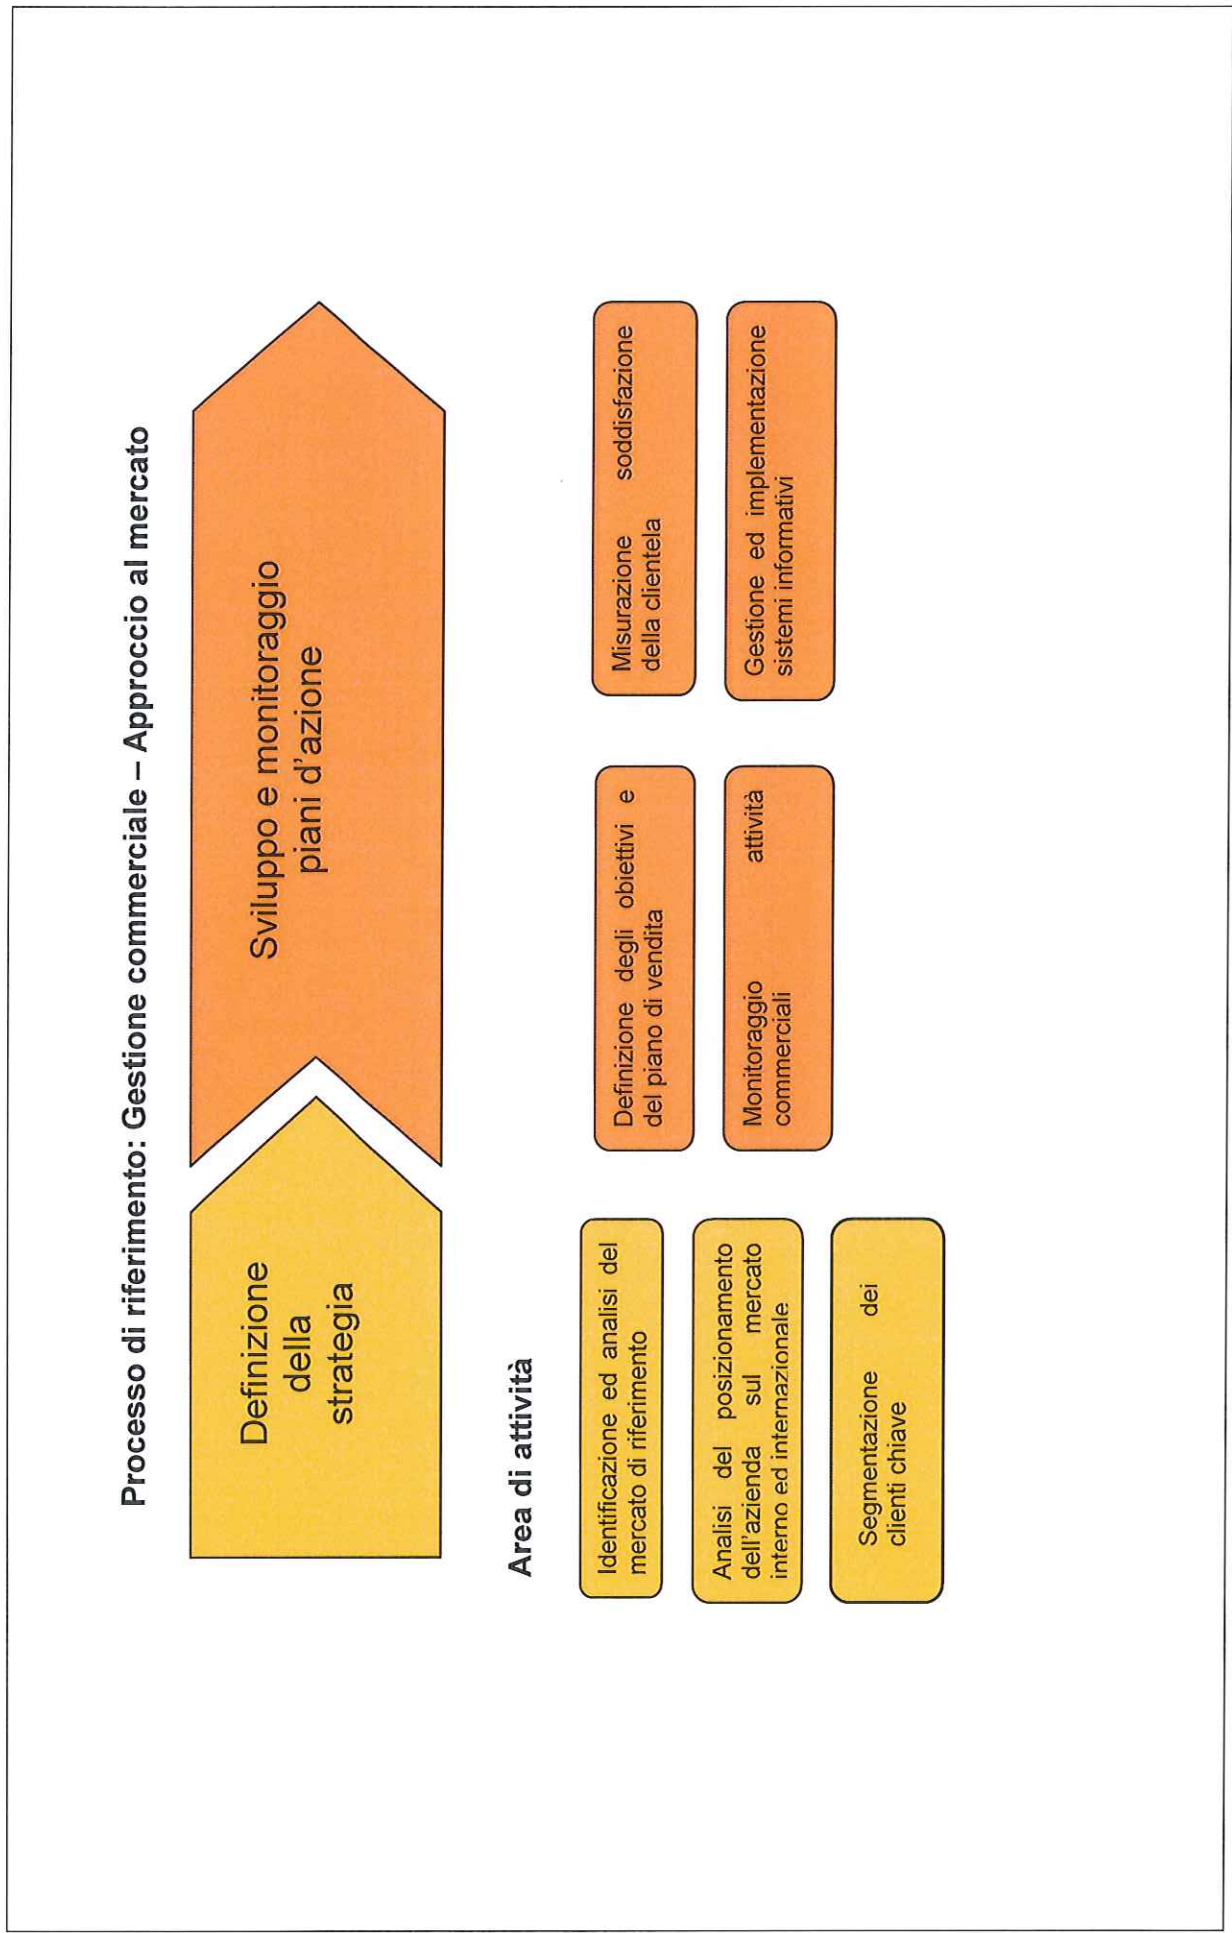 Processo di riferimento: Gestione commerciale – Approccio al mercato
Definizione
della
strategia
Sviluppo e monitoraggio
piani d'azione
Area di attività
Identificazione ed analisi del
mercato di riferimento
Analisi del posizionamento
dell'azienda sul mercato
interno ed internazionale
Segmentazione dei
clienti chiave
Definizione degli obiettivi e
del piano di vendita
Monitoraggio attività
commerciali
Misurazione soddisfazione
della clientela
Gestione ed implementazione
sistemi informativi